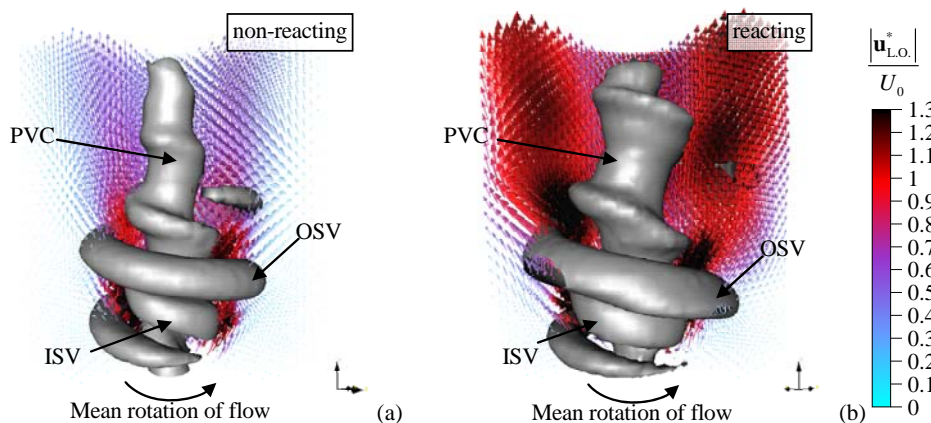 non-reacting
PVC
OSV
ISV
Mean rotation of flow
(a)
reacting
PVC
OSV
ISV
Mean rotation of flow
(b)
|u*L.O.|
U0
1.3
1.2
1.1
1
0.9
0.8
0.7
0.6
0.5
0.4
0.3
0.2
0.1
0